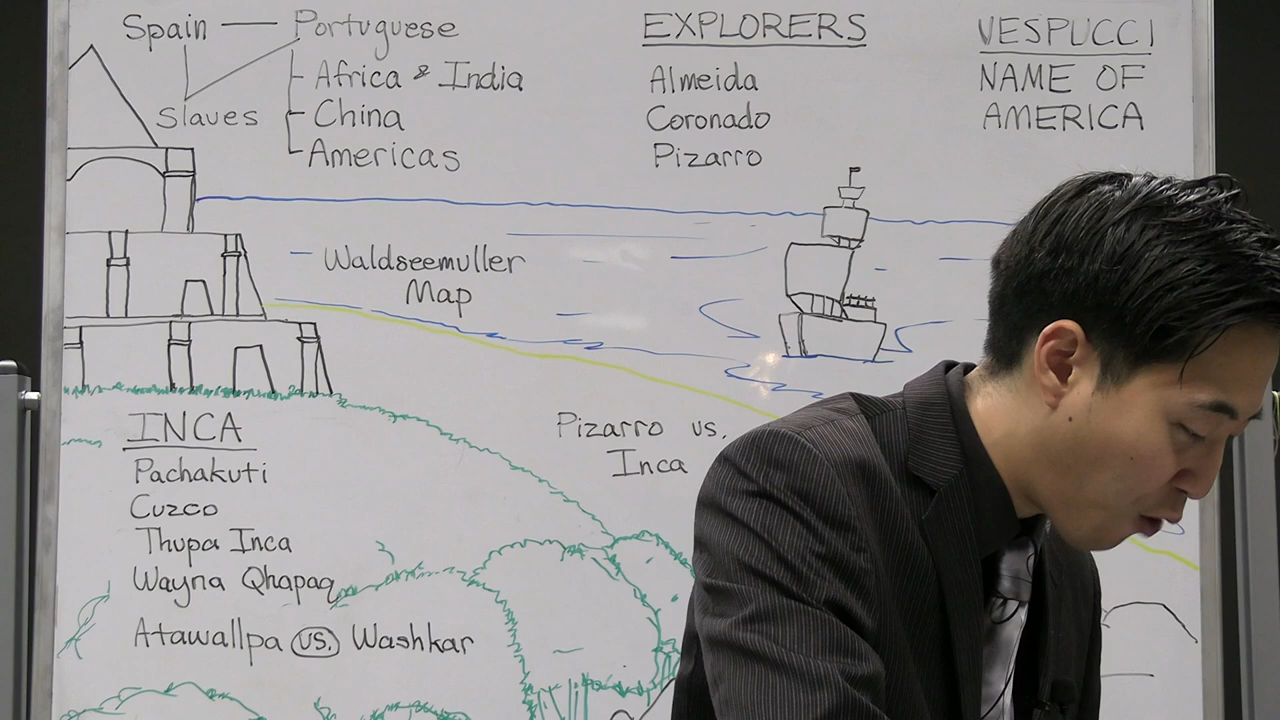 Spain — Portuguese
Africa & India
Slaves
China
Americas
EXPLORERS
Almeida
Coronado
Pizarro
VESPUCCI
NAME OF
AMERICA
Waldseemuller
Map
INCA
Pachakuti
Cuzco
Thupa Inca
Wayna Qhapaq
Atawallpa vs. Washkar
Pizarro vs.
Inca